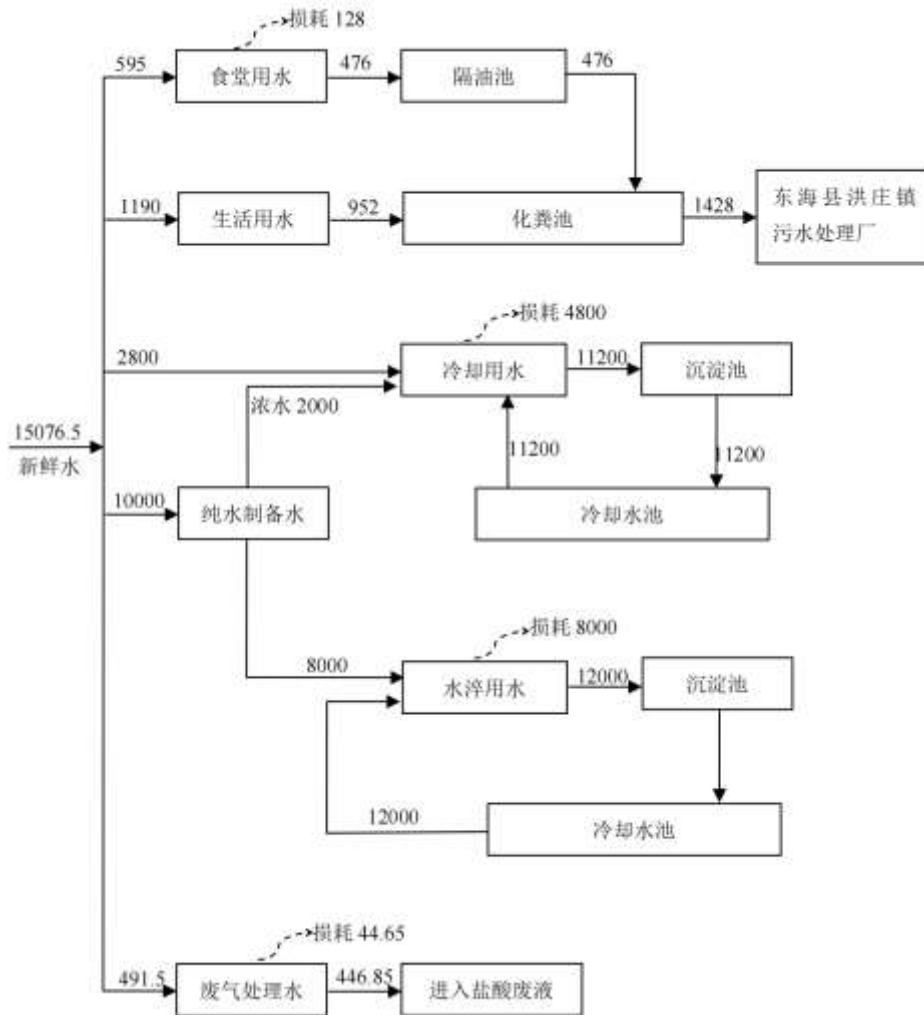 损耗 128
595
食堂用水
476
隔油池
476
1190
生活用水
952
化粪池
1428
东海县洪庄镇
污水处理厂
损耗 4800
2800
冷却用水
11200
沉淀池
浓水 2000
15076.5
新鲜水
11200
11200
10000
纯水制备水
冷却水池
损耗 8000
8000
水淬用水
12000
沉淀池
12000
冷却水池
损耗 44.65
491.5
废气处理水
446.85
进入盐酸废液